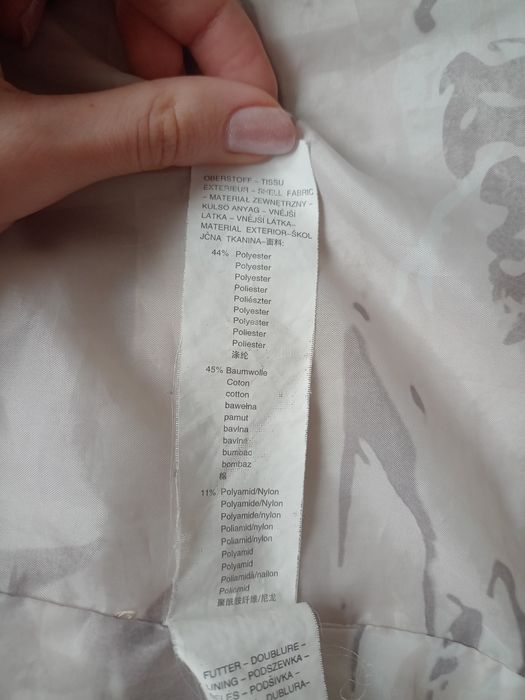 OBERSTOFF – TISSU
EXTERIEUR – SHELL FABRIC
– MATERIAŁ ZEWNĘTRZNY –
KÜLSŐ ANYAG – VNĚJŠÍ
LÁTKA – VNĚJŠÍ LÁTKA–
MATERIAL EXTERIOR–ŠKOL
JČNA TKANINA–面料:
44% Polyester
Polyester
Polyester
Poliester
Poliészter
Polyester
Polyester
Poliester
Poliester
涤纶
45% Baumwolle
Coton
cotton
bawełna
pamut
bavlna
bavlna
bumbac
bombaž
棉
11% Polyamid/Nylon
Polyamide/Nylon
Polyamide/nylon
Poliamid/nylon
Poliamid/nylon
Polyamid
Polyamid
Poliamidă/nailon
Poliamid
聚酰胺纤维/尼龙
FUTTER – DOUBLURE –
LINING – PODSZEWKA –
BÉLÉS – PODŠÍVKA –
DUBLURA–